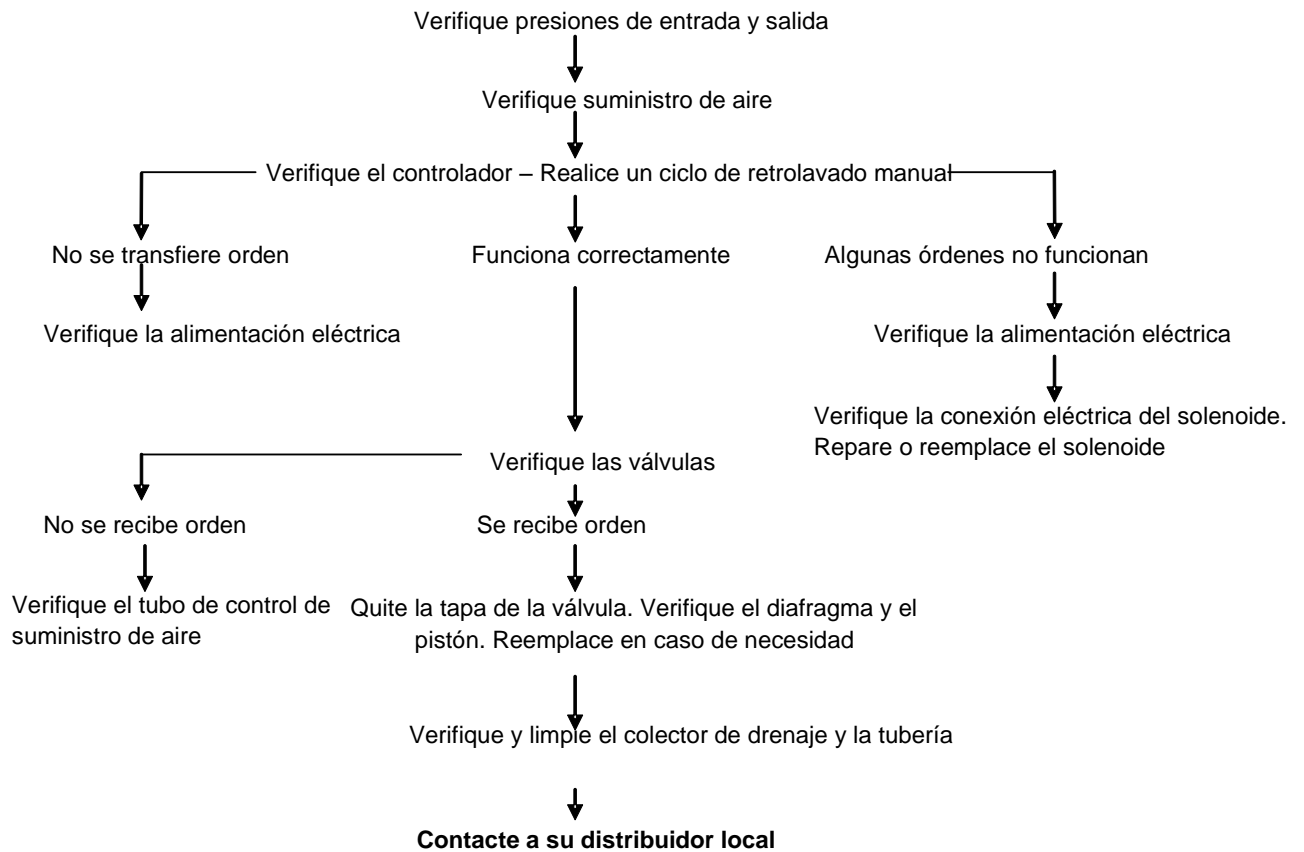 Verifique presiones de entrada y salida
Verifique suministro de aire
Verifique el controlador – Realice un ciclo de retrolavado manual
No se transfiere orden
Funciona correctamente
Algunas órdenes no funcionan
Verifique la alimentación eléctrica
Verifique la alimentación eléctrica
Verifique la conexión eléctrica del solenoide.
Repare o reemplace el solenoide
Verifique las válvulas
No se recibe orden
Se recibe orden
Verifique el tubo de control de
suministro de aire
Quite la tapa de la válvula. Verifique el diafragma y el
pistón. Reemplace en caso de necesidad
Verifique y limpie el colector de drenaje y la tubería
Contacte a su distribuidor local